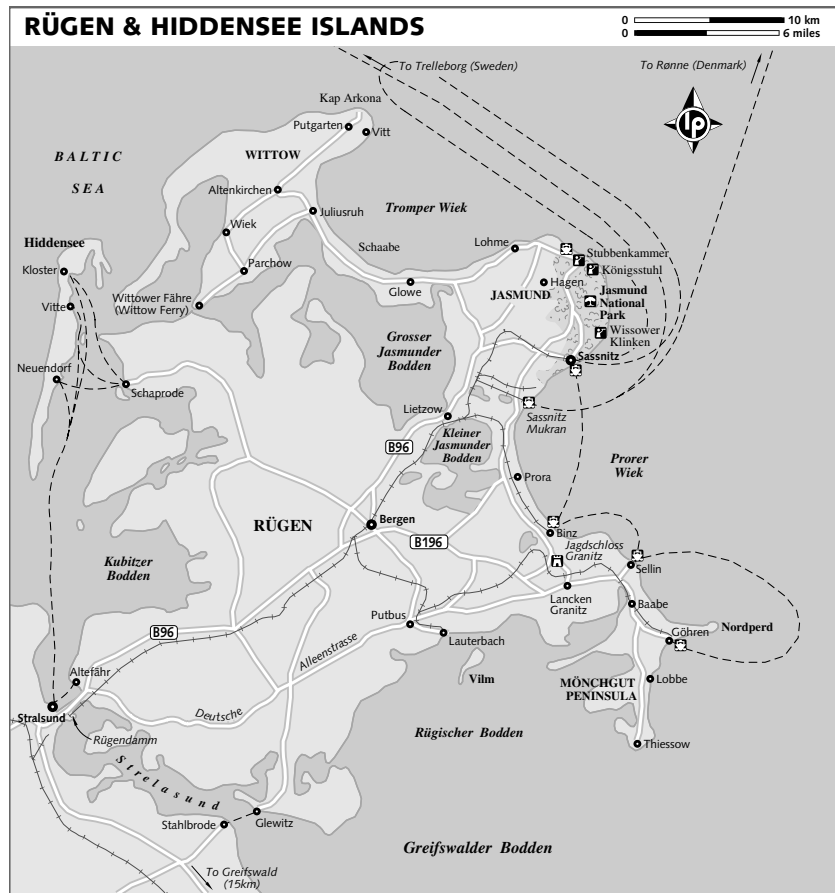 RÜGEN & HIDDENSEE ISLANDS
0 10 km
0 6 miles
To Trelleborg (Sweden)
To Rønne (Denmark)
lp
Kap Arkona
Putgarten
Vitt
BALTIC
SEA
WITTOW
Altenkirchen
Juliusruh
Tromper Wiek
Wiek
Hiddensee
Schaabe
Lohme
Stubbenkammer
Kloster
Parchow
Königsstuhl
Glowe
Hagen
JASMUND
Jasmund
National
Park
Vitte
Wittower Fähre
(Wittow Ferry)
Wissower
Klinken
Grosser
Jasmunder
Bodden
Sassnitz
Neuendorf
Schaprode
Lietzow
Sassnitz
Mukran
Kleiner
Jasmunder
Bodden
B96
Prorer
Wiek
Prora
RÜGEN
Bergen
B196
Binz
Jagdschloss
Granitz
Kubitzer
Bodden
Sellin
Lancken
Granitz
Baabe
Putbus
B96
Nordperd
Göhren
Lauterbach
Alleenstrasse
Altefähr
Vilm
MÖNCHGUT
PENINSULA
Lobbe
Stralsund
Deutsche
Rügendamm
Rügischer Bodden
Thiessow
Strelasund
Stahlbrode
Glewitz
Greifswalder Bodden
To Greifswald
(15km)